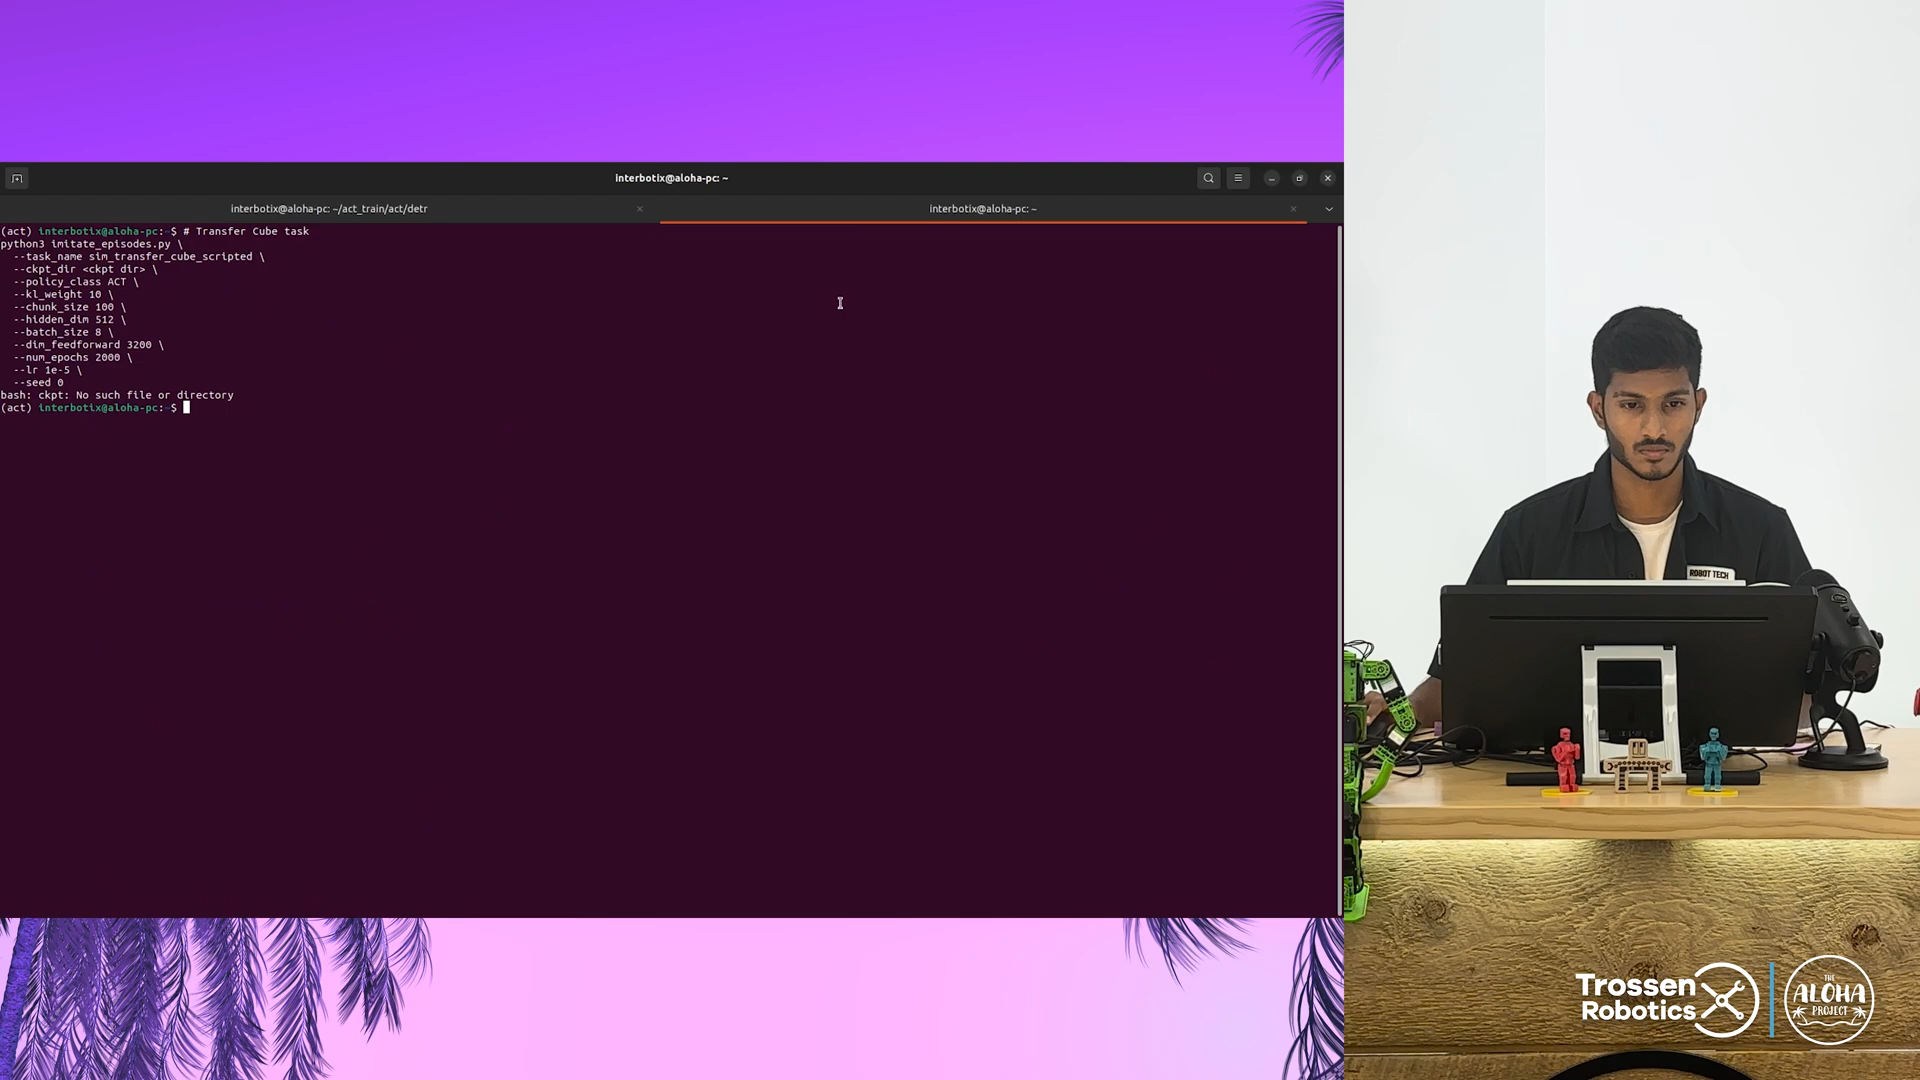 interbotix@aloha-pc: ~
interbotix@aloha-pc: ~/act_train/act/detr
interbotix@aloha-pc: ~
(act) interbotix@aloha-pc:~$ # Transfer Cube task
python3 imitate_episodes.py \
--task_name sim_transfer_cube_scripted \
--ckpt_dir <ckpt dir> \
--policy_class ACT \
--kl_weight 10 \
--chunk_size 100 \
--hidden_dim 512 \
--batch_size 8 \
--dim_feedforward 3200 \
--num_epochs 2000 \
--lr 1e-5 \
--seed 0
bash: ckpt: No such file or directory
(act) interbotix@aloha-pc:~$
ROBOT TECH
Trossen
Robotics
THE
ALOHA
PROJECT